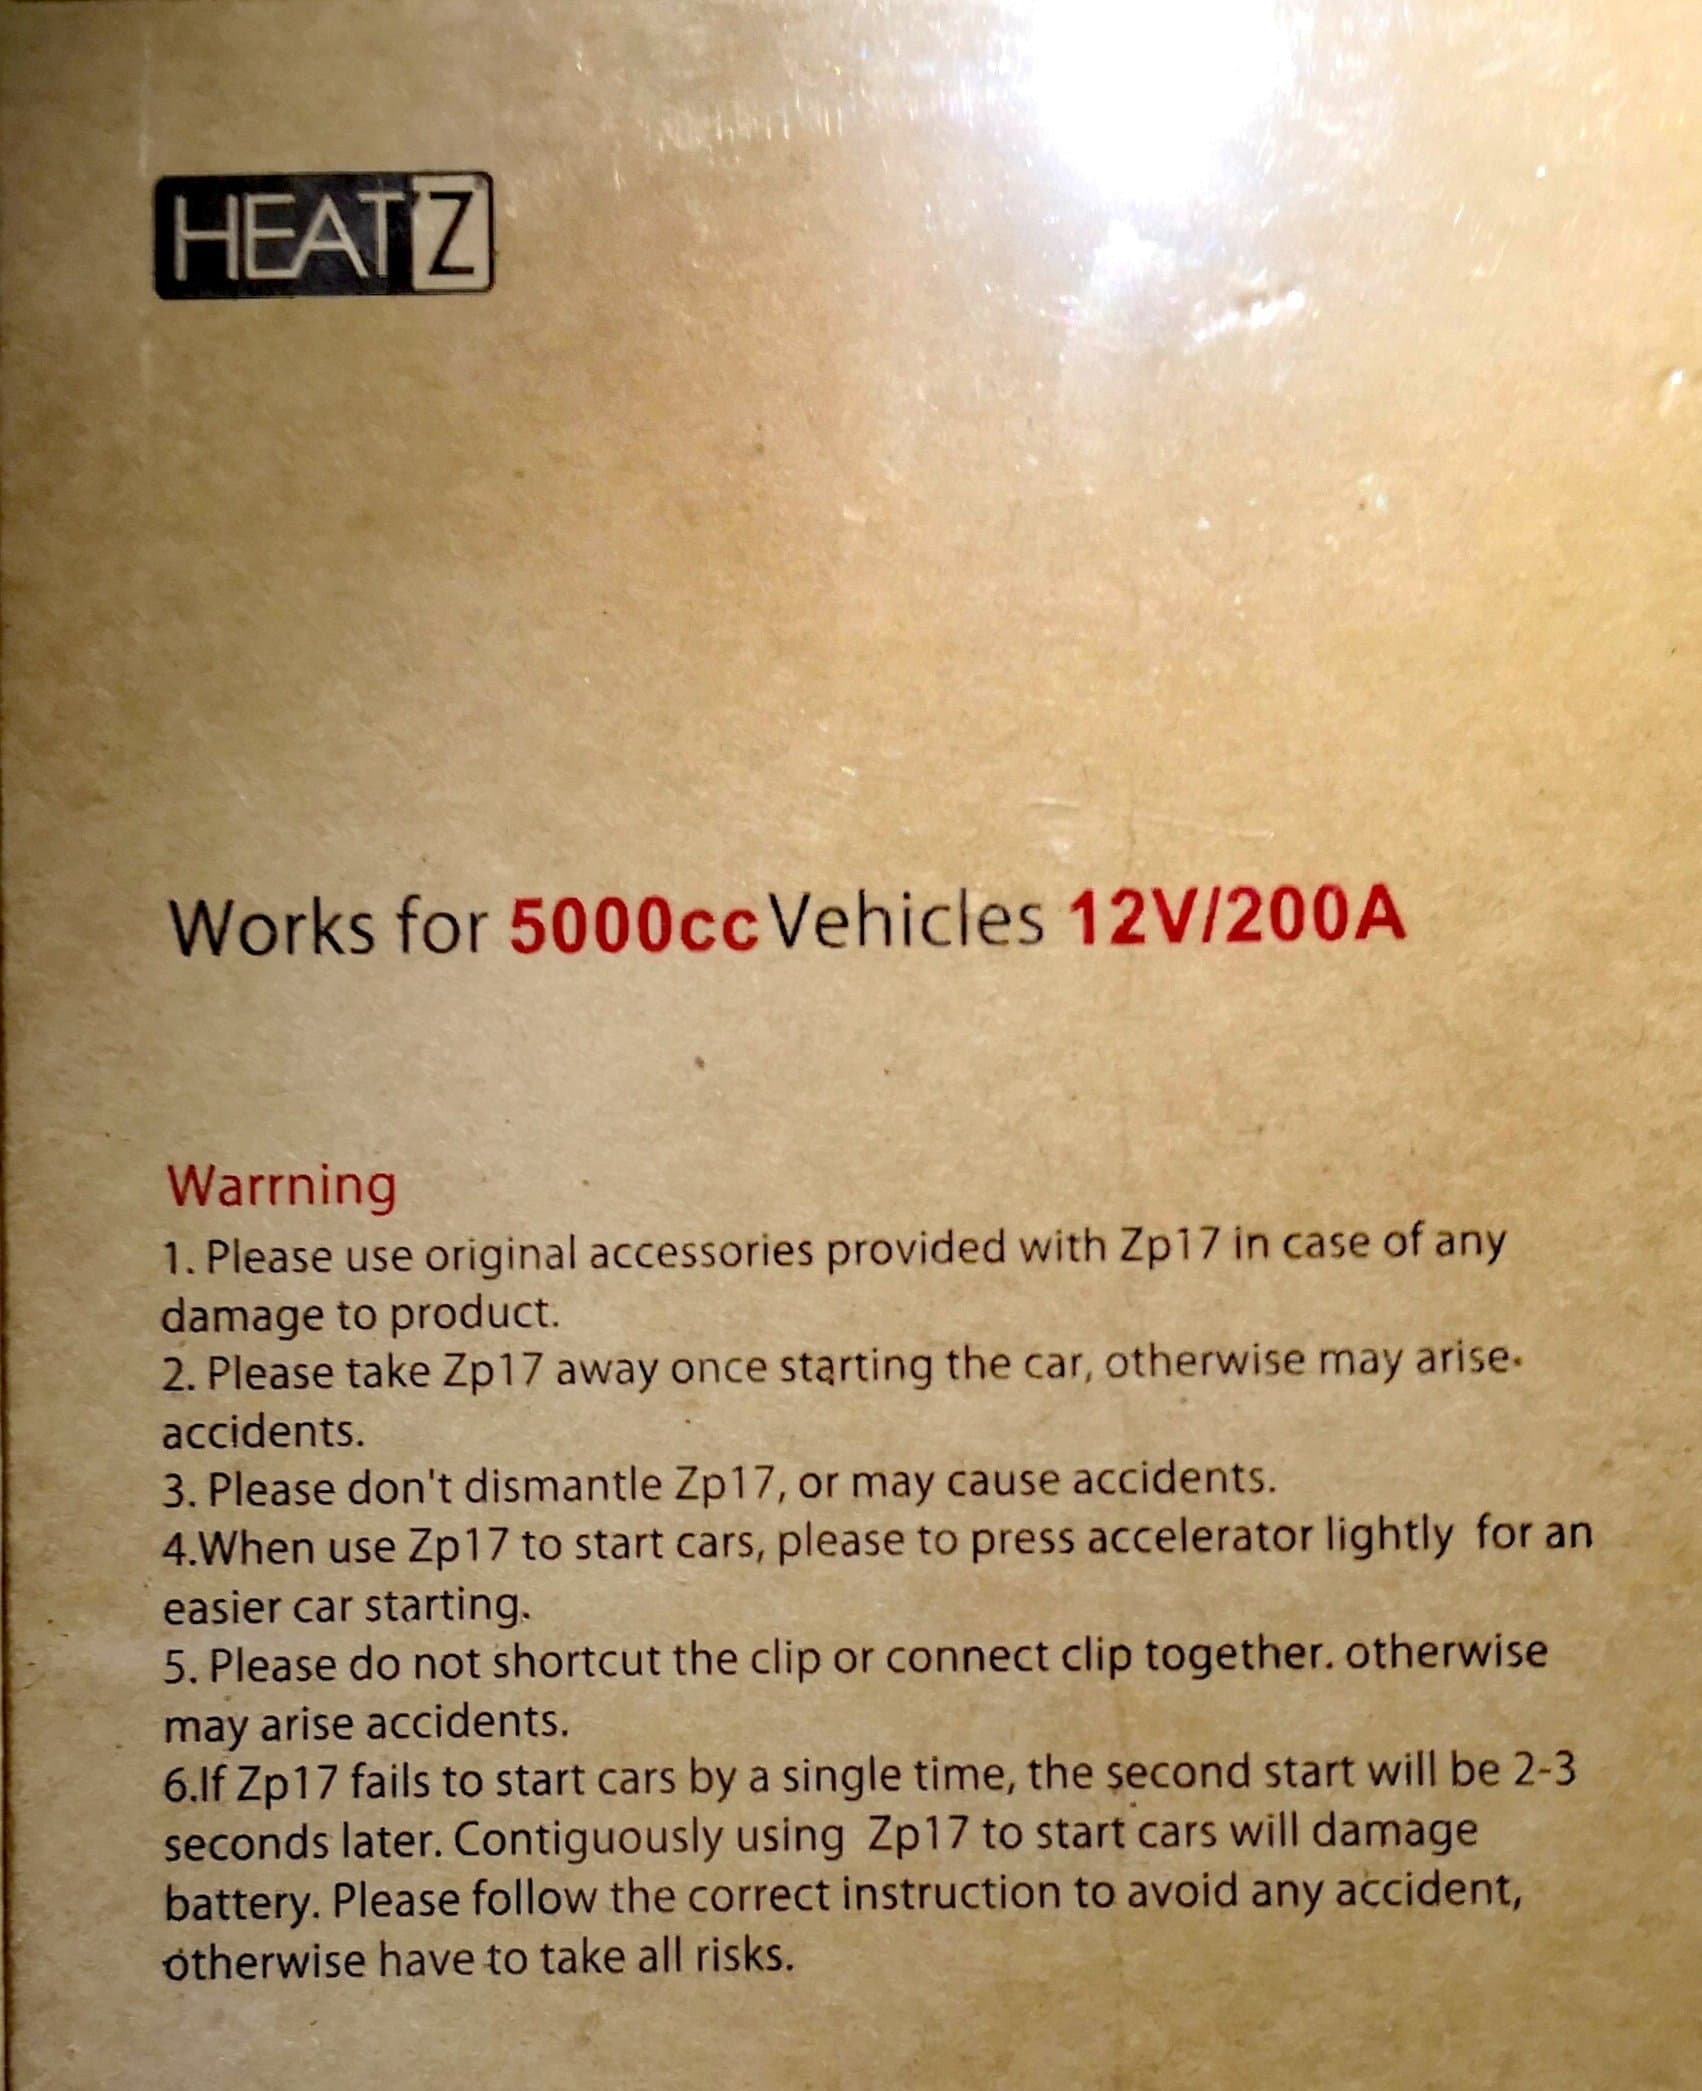 HEATZ
Works for 5000cc Vehicles 12V/200A
Warrning
1. Please use original accessories provided with Zp17 in case of any
damage to product.
2. Please take Zp17 away once starting the car, otherwise may arise.
accidents.
3. Please don't dismantle Zp17, or may cause accidents.
4.When use Zp17 to start cars, please to press accelerator lightly for an
easier car starting.
5. Please do not shortcut the clip or connect clip together. otherwise
may arise accidents.
6.If Zp17 fails to start cars by a single time, the second start will be 2-3
seconds later. Contiguously using Zp17 to start cars will damage
battery. Please follow the correct instruction to avoid any accident,
otherwise have to take all risks.